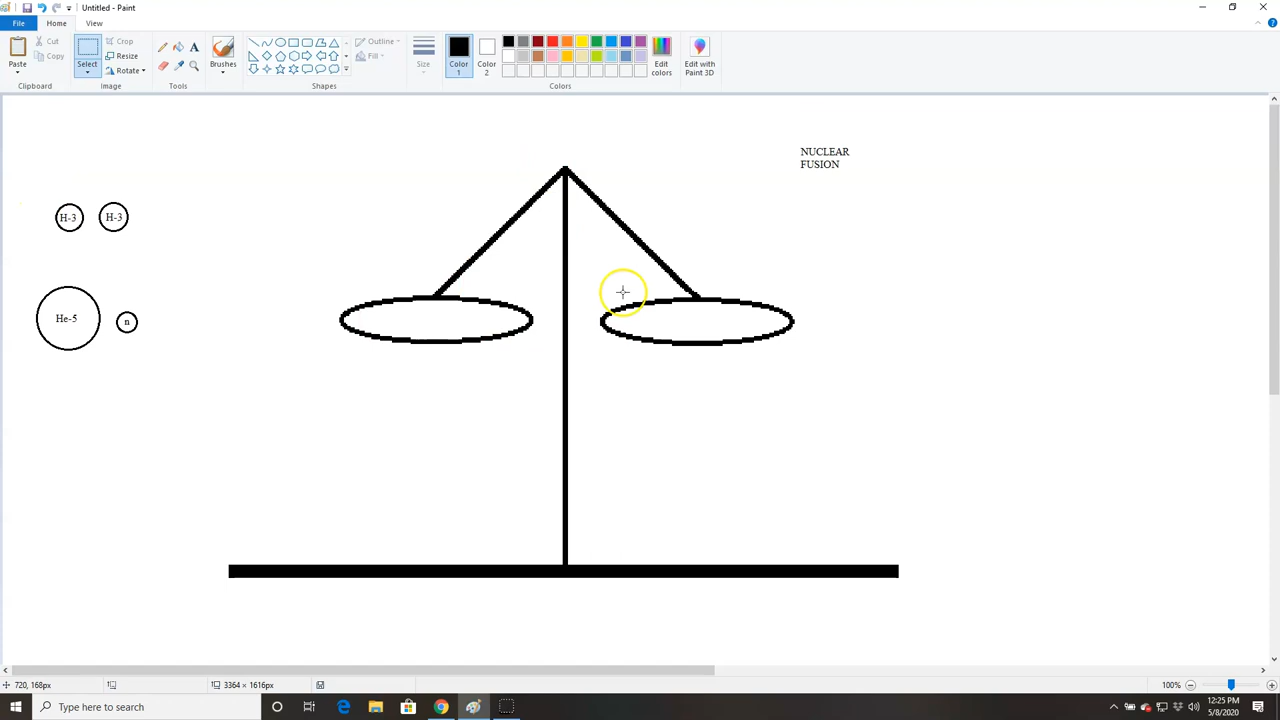 Untitled - Paint
File
Home
View
Paste
Cut
Copy
Clipboard
Select
Crop
Resize
Rotate
Image
Tools
Brushes
Shapes
Outline
Fill
Size
Color 1
Color 2
Colors
Edit colors
Edit with Paint 3D
NUCLEAR
FUSION
H-3 H-3
He-5 n
720, 168px
3364 × 1616px
100%
Type here to search
12:25 PM
5/8/2020